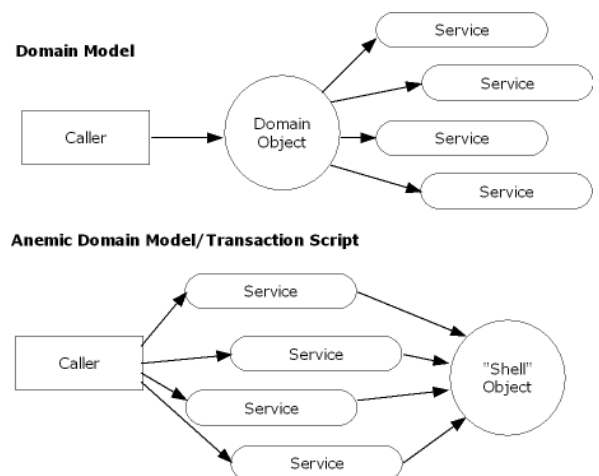 Domain Model
Service
Service
Caller
Domain
Object
Service
Service
Anemic Domain Model/Transaction Script
Service
Caller
Service
"Shell"
Object
Service
Service